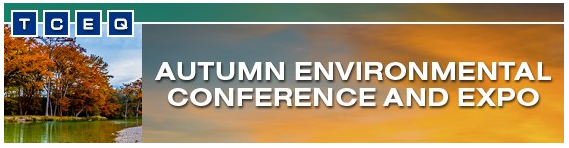 TCEQ
AUTUMN ENVIRONMENTAL
CONFERENCE AND EXPO